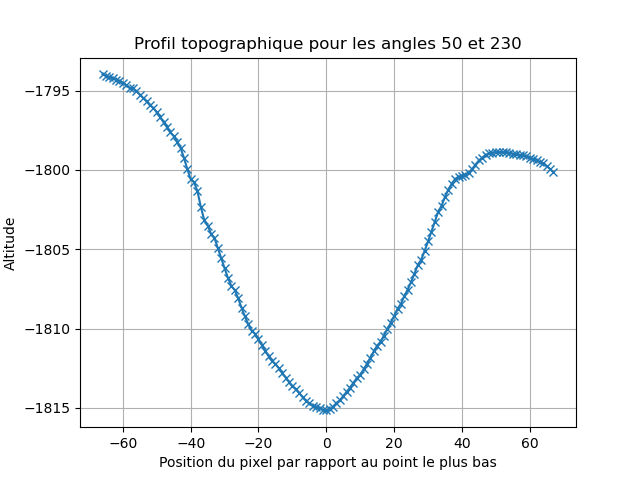 Profil topographique pour les angles 50 et 230
Altitude
−1795
−1800
−1805
−1810
−1815
−60 −40 −20 0 20 40 60
Position du pixel par rapport au point le plus bas